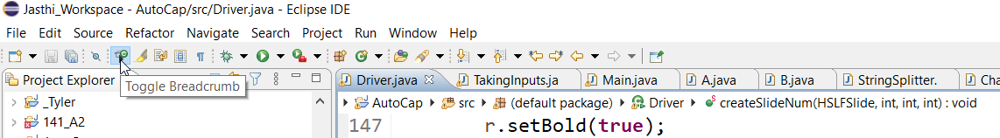 Jasthi_Workspace - AutoCap/src/Driver.java - Eclipse IDE
File Edit Source Refactor Navigate Search Project Run Window Help
Toggle Breadcrumb
Project Explorer
Driver.java TakingInputs.ja Main.java A.java B.java StringSplitter. Cha
_Tyler
AutoCap src (default package) Driver createSlideNum(HSLFSlide, int, int, int) : void
141_A2
147 r.setBold(true);